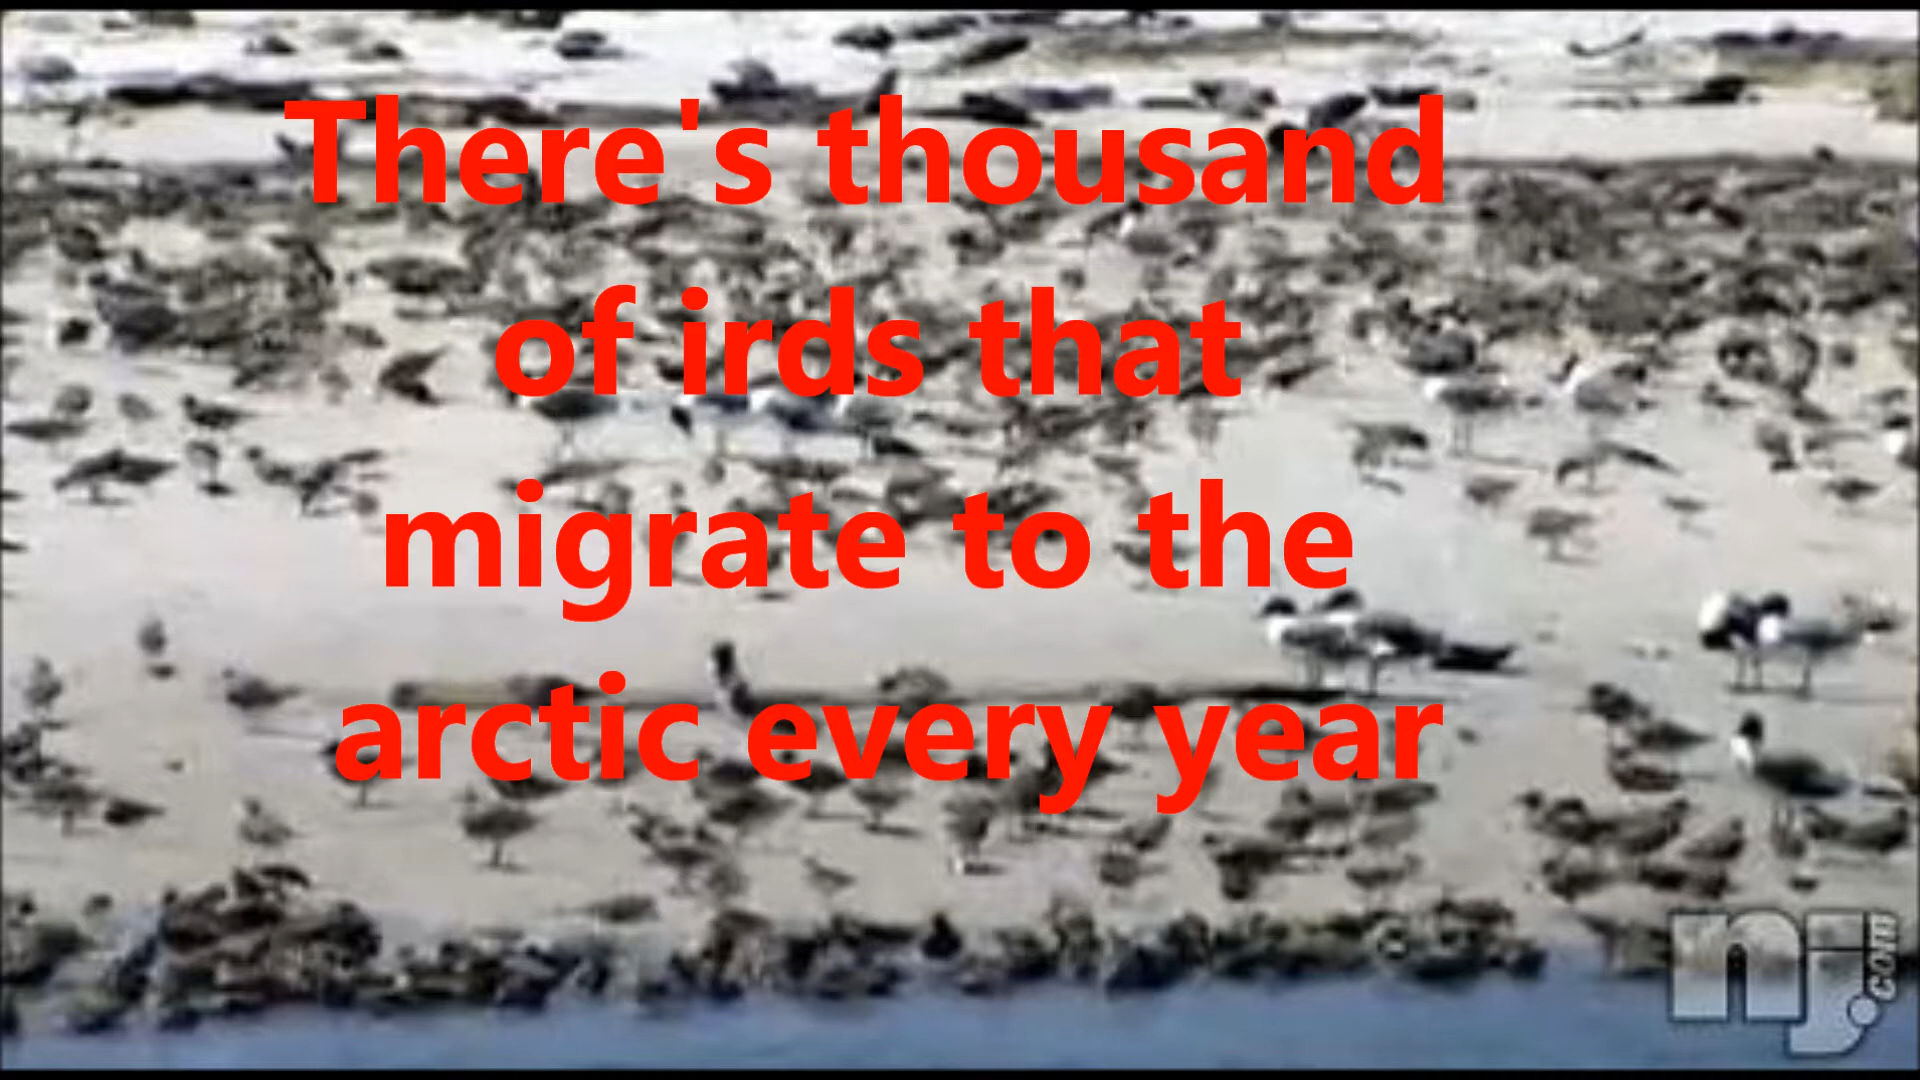 There's thousand
of irds that
migrate to the
arctic every year
nj.com